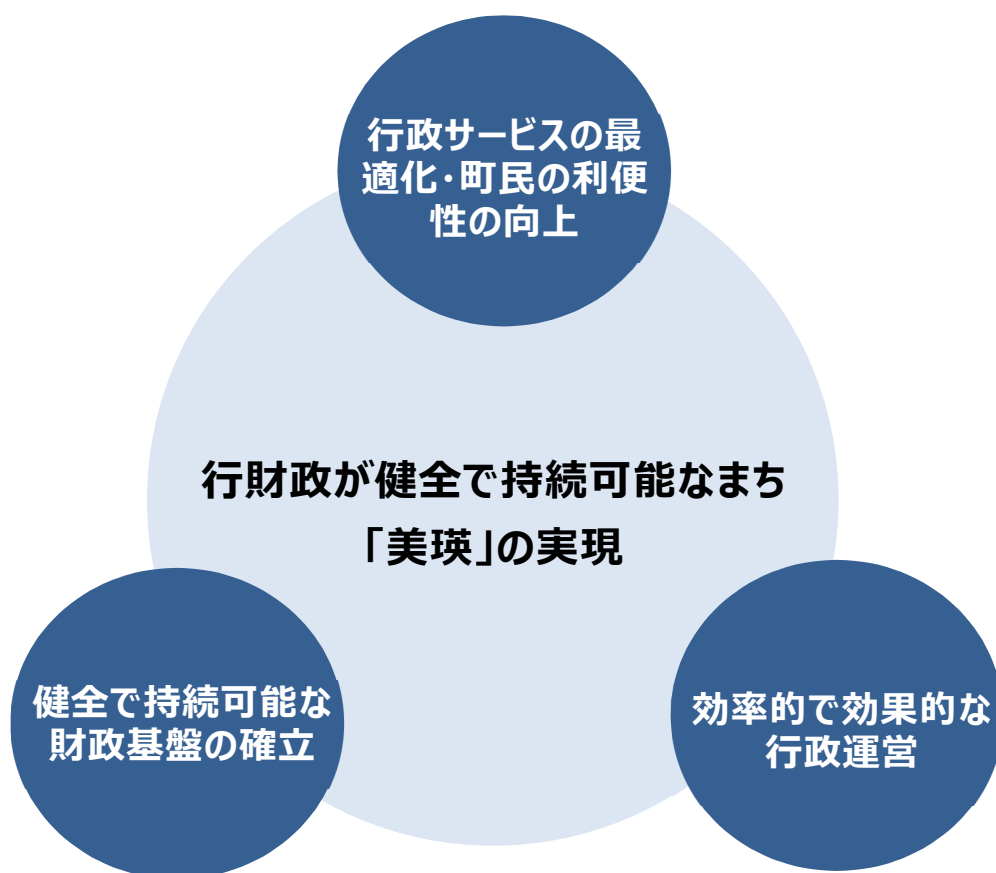 行政サービスの最
適化・町民の利便
性の向上
行財政が健全で持続可能なまち
「美瑛」の実現
健全で持続可能な
財政基盤の確立
効率的で効果的な
行政運営